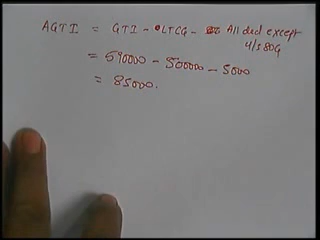 AGTI = GTI - LTCG - All ded except
u/s 80G
= 590000 - 500000 - 5000
= 85000.